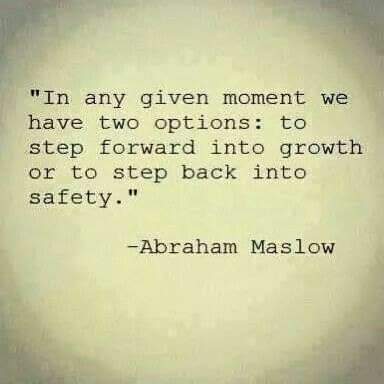 "In any given moment we
have two options: to
step forward into growth
or to step back into
safety."
-Abraham Maslow